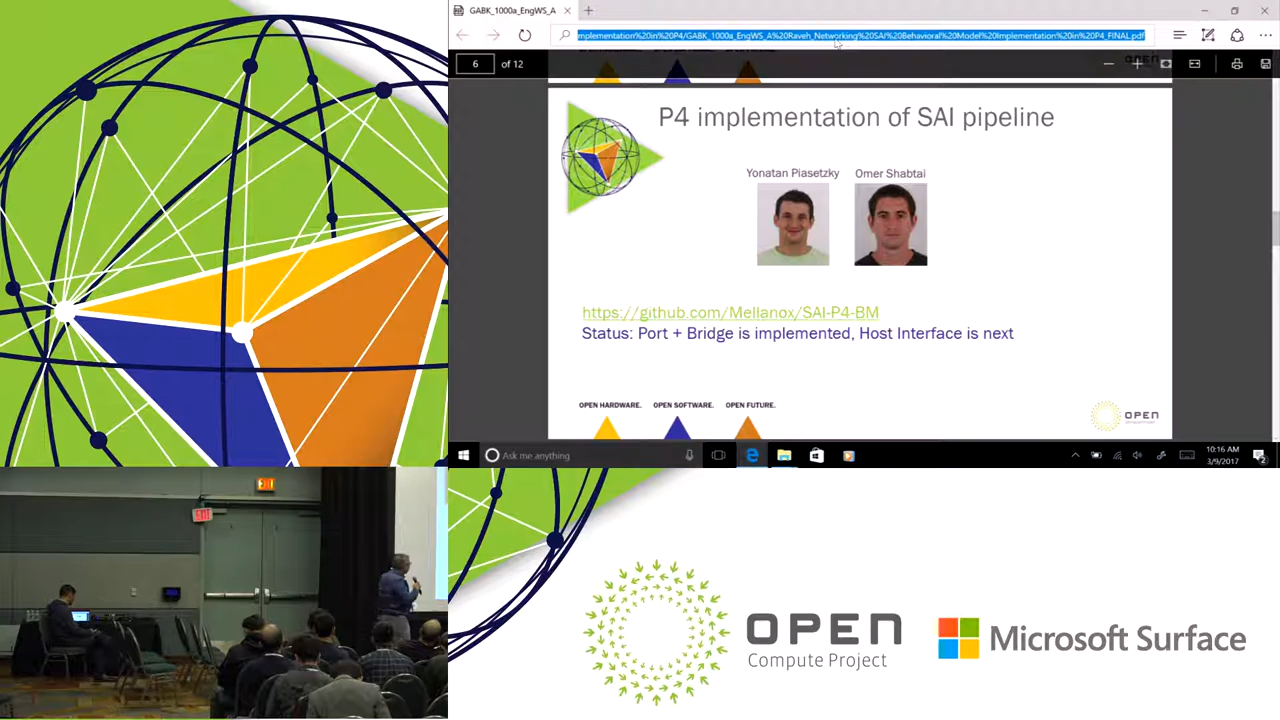 GABK_1000a_EngWS_A
mplementation%20in%20P4/GABK_1000a_EngWS_A%20Raveh_Networking%20SAI%20Behavioral%20Model%20Implementation%20in%20P4_FINAL.pdf
6 of 12
P4 implementation of SAI pipeline
Yonatan Piasetzky Omer Shabtai
https://github.com/Mellanox/SAI-P4-BM
Status: Port + Bridge is implemented, Host Interface is next
OPEN HARDWARE. OPEN SOFTWARE. OPEN FUTURE.
OPEN
Ask me anything
10:16 AM
3/9/2017
2
OPEN
Compute Project
Microsoft Surface